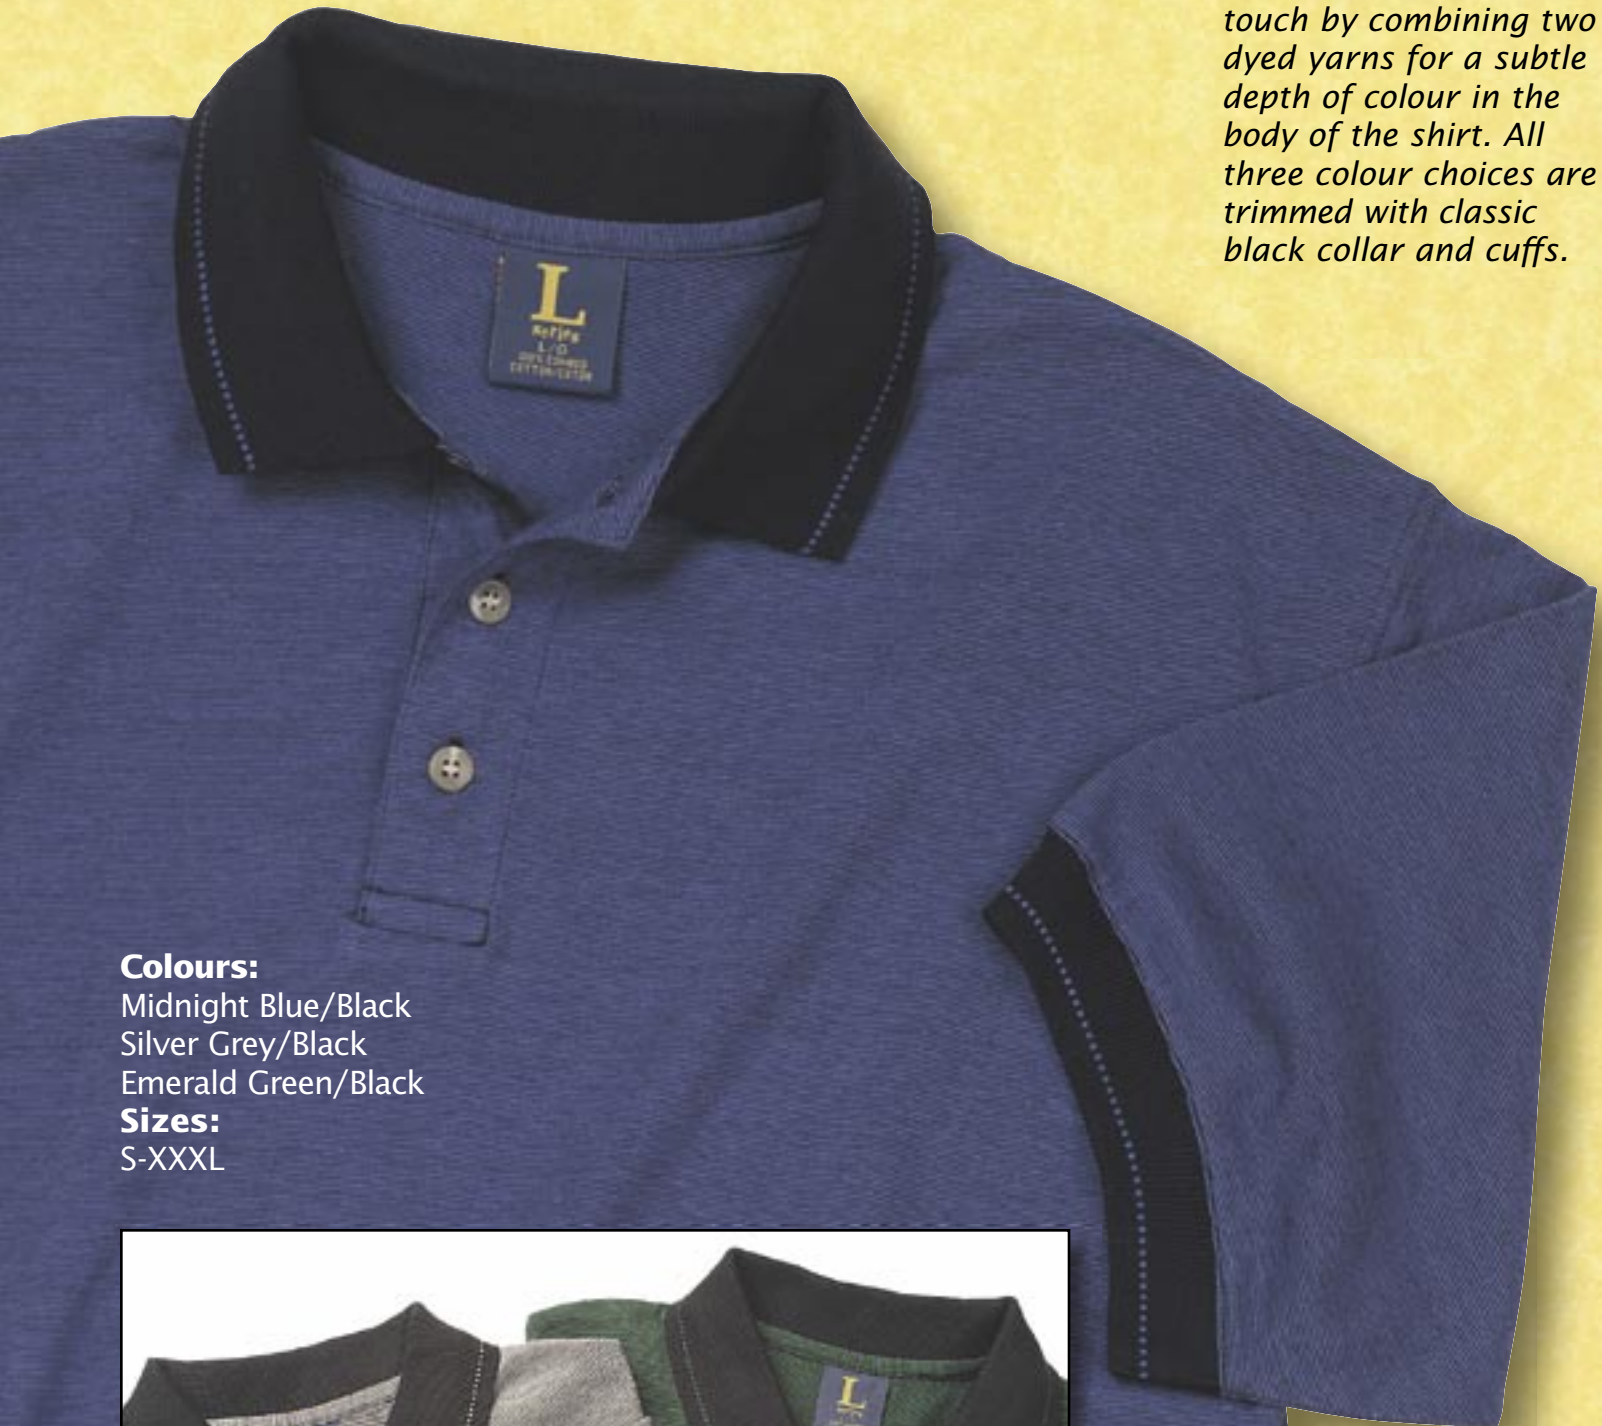 touch by combining two
dyed yarns for a subtle
depth of colour in the
body of the shirt. All
three colour choices are
trimmed with classic
black collar and cuffs.
L
L/G
COTTON/COTON
Colours:
Midnight Blue/Black
Silver Grey/Black
Emerald Green/Black
Sizes:
S-XXXL
L